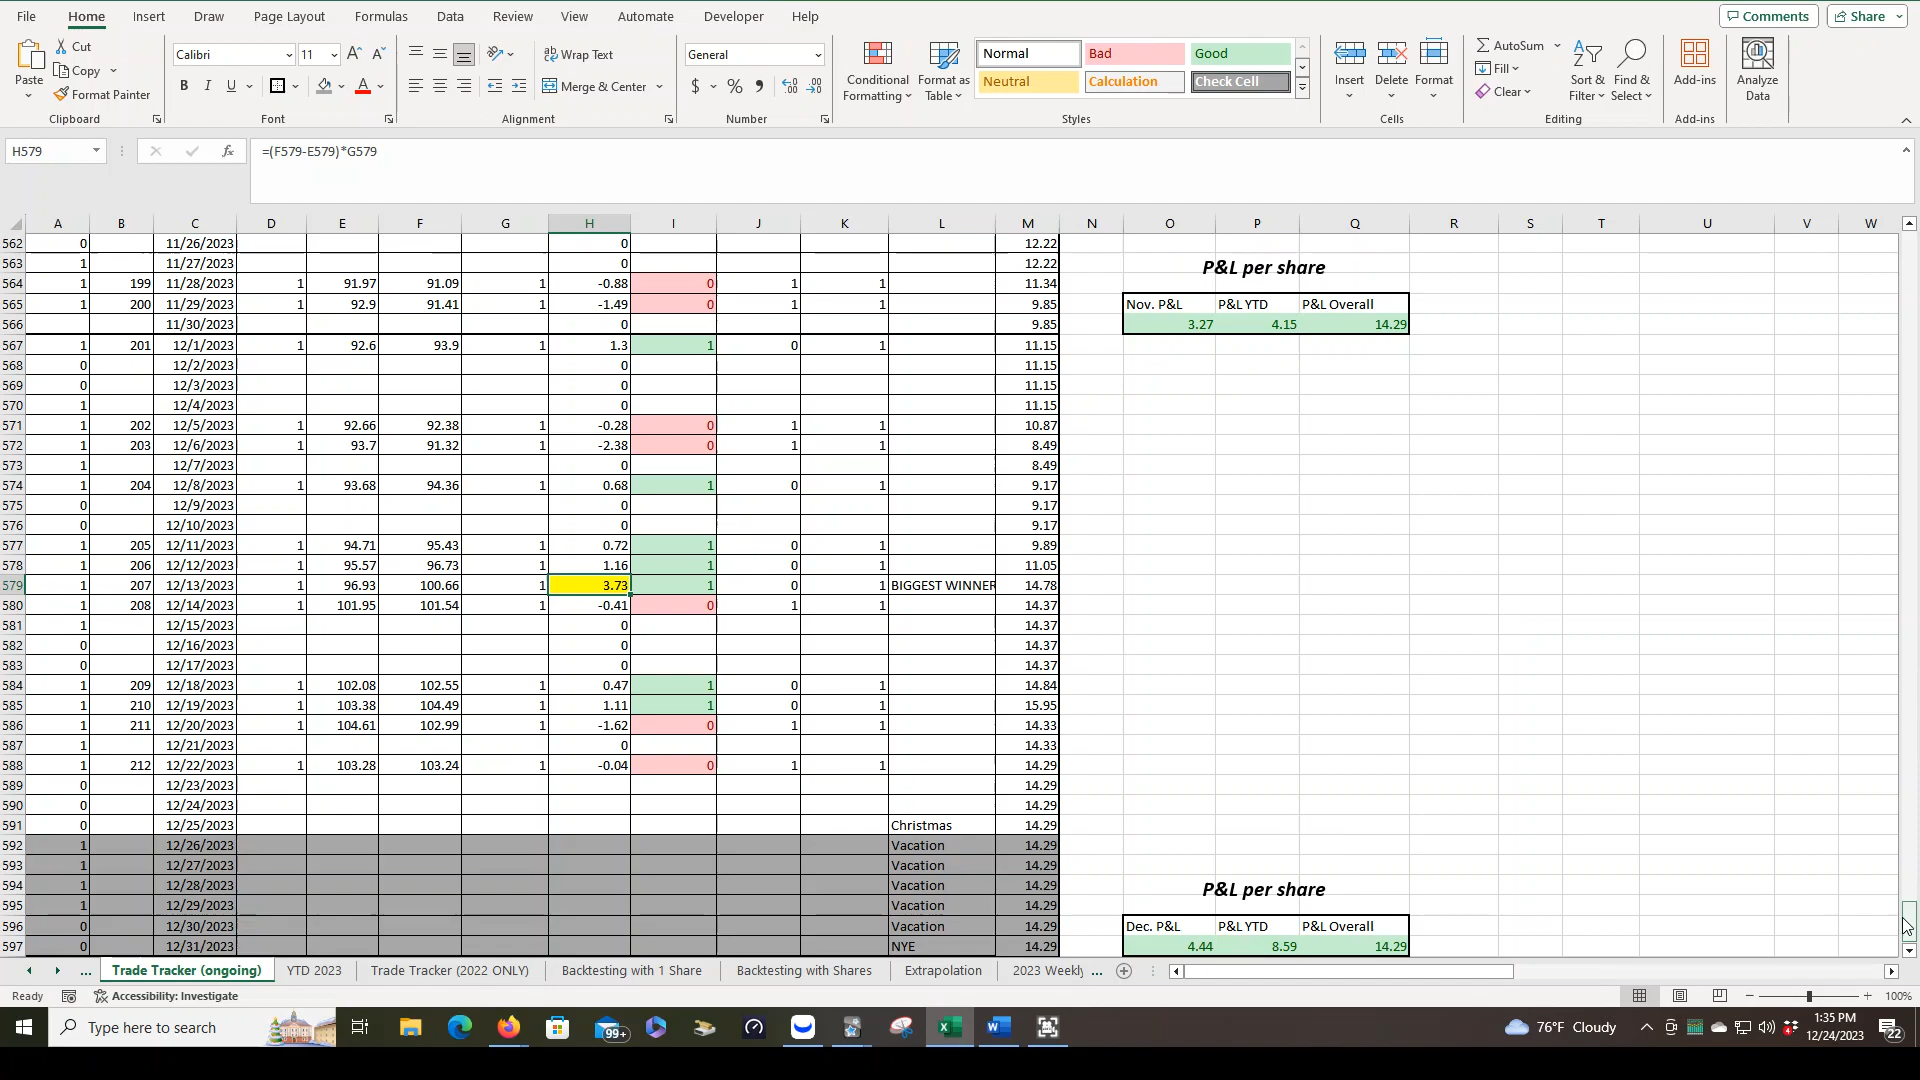 File Home Insert Draw Page Layout Formulas Data Review View Automate Developer Help Comments Share
Paste Cut Copy Format Painter Clipboard
Calibri 11 A A B I U A Font
ab Wrap Text Merge & Center Alignment
General $ % 9 Number
Conditional Formatting Format as Table Normal Bad Good Neutral Calculation Check Cell Styles
Insert Delete Format Cells
AutoSum Fill Clear Sort & Filter Find & Select Editing
Add-ins Add-ins
Analyze Data
H579 fx =(F579-E579)*G579
A B C D E F G H I J K L M N O P Q R S T U V W
562 0 11/26/2023 0 12.22
563 1 11/27/2023 0 12.22 P&L per share
564 1 199 11/28/2023 1 91.97 91.09 1 -0.88 0 1 1 11.34
565 1 200 11/29/2023 1 92.9 91.41 1 -1.49 0 1 1 9.85 Nov. P&L P&L YTD P&L Overall
566 11/30/2023 0 9.85 3.27 4.15 14.29
567 1 201 12/1/2023 1 92.6 93.9 1 1.3 1 0 1 11.15
568 0 12/2/2023 0 11.15
569 0 12/3/2023 0 11.15
570 1 12/4/2023 0 11.15
571 1 202 12/5/2023 1 92.66 92.38 1 -0.28 0 1 1 10.87
572 1 203 12/6/2023 1 93.7 91.32 1 -2.38 0 1 1 8.49
573 1 12/7/2023 0 8.49
574 1 204 12/8/2023 1 93.68 94.36 1 0.68 1 0 1 9.17
575 0 12/9/2023 0 9.17
576 0 12/10/2023 0 9.17
577 1 205 12/11/2023 1 94.71 95.43 1 0.72 1 0 1 9.89
578 1 206 12/12/2023 1 95.57 96.73 1 1.16 1 0 1 11.05
579 1 207 12/13/2023 1 96.93 100.66 1 3.73 1 0 1 BIGGEST WINNER 14.78
580 1 208 12/14/2023 1 101.95 101.54 1 -0.41 0 1 1 14.37
581 1 12/15/2023 0 14.37
582 0 12/16/2023 0 14.37
583 0 12/17/2023 0 14.37
584 1 209 12/18/2023 1 102.08 102.55 1 0.47 1 0 1 14.84
585 1 210 12/19/2023 1 103.38 104.49 1 1.11 1 0 1 15.95
586 1 211 12/20/2023 1 104.61 102.99 1 -1.62 0 1 1 14.33
587 1 12/21/2023 0 14.33
588 1 212 12/22/2023 1 103.28 103.24 1 -0.04 0 1 1 14.29
589 0 12/23/2023 14.29
590 0 12/24/2023 14.29
591 0 12/25/2023 Christmas 14.29
592 1 12/26/2023 Vacation 14.29
593 1 12/27/2023 Vacation 14.29
594 1 12/28/2023 Vacation 14.29 P&L per share
595 1 12/29/2023 Vacation 14.29
596 0 12/30/2023 Vacation 14.29 Dec. P&L P&L YTD P&L Overall
597 0 12/31/2023 NYE 14.29 4.44 8.59 14.29
... Trade Tracker (ongoing) YTD 2023 Trade Tracker (2022 ONLY) Backtesting with 1 Share Backtesting with Shares Extrapolation 2023 Weekly ...
Ready Accessibility: Investigate 100%
Type here to search 99+ 76°F Cloudy 1:35 PM
12/24/2023 22